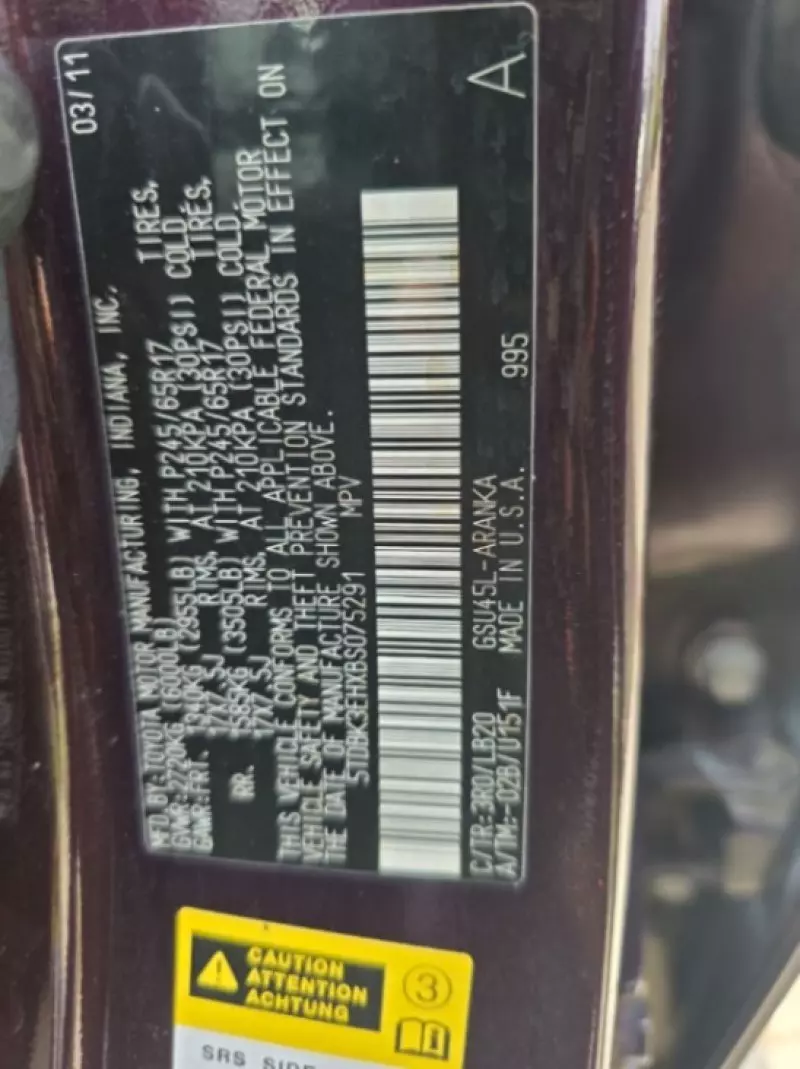 MFD. BY: TOYOTA MOTOR MANUFACTURING, INDIANA, INC. 03/11
GVWR: 2720KG (6000LB)
GAWR: FRT. 1340KG (2955LB) WITH P245/65R17 TIRES,
17X7.5J RIMS, AT 210KPA (30PSI) COLD.
RR. 1585KG (3505LB) WITH P245/65R17 TIRES,
17X7.5J RIMS, AT 210KPA (30PSI) COLD.
THIS VEHICLE CONFORMS TO ALL APPLICABLE FEDERAL MOTOR
VEHICLE SAFETY AND THEFT PREVENTION STANDARDS IN EFFECT ON
THE DATE OF MANUFACTURE SHOWN ABOVE.
5TDBK3EHXBS075291 MPV
C/TR: 3R0/LB20 GSU45L-ARANKA A
A/TM: -02B/U151F MADE IN U.S.A. 995
CAUTION
ATTENTION
ACHTUNG
3
SRS SIDE